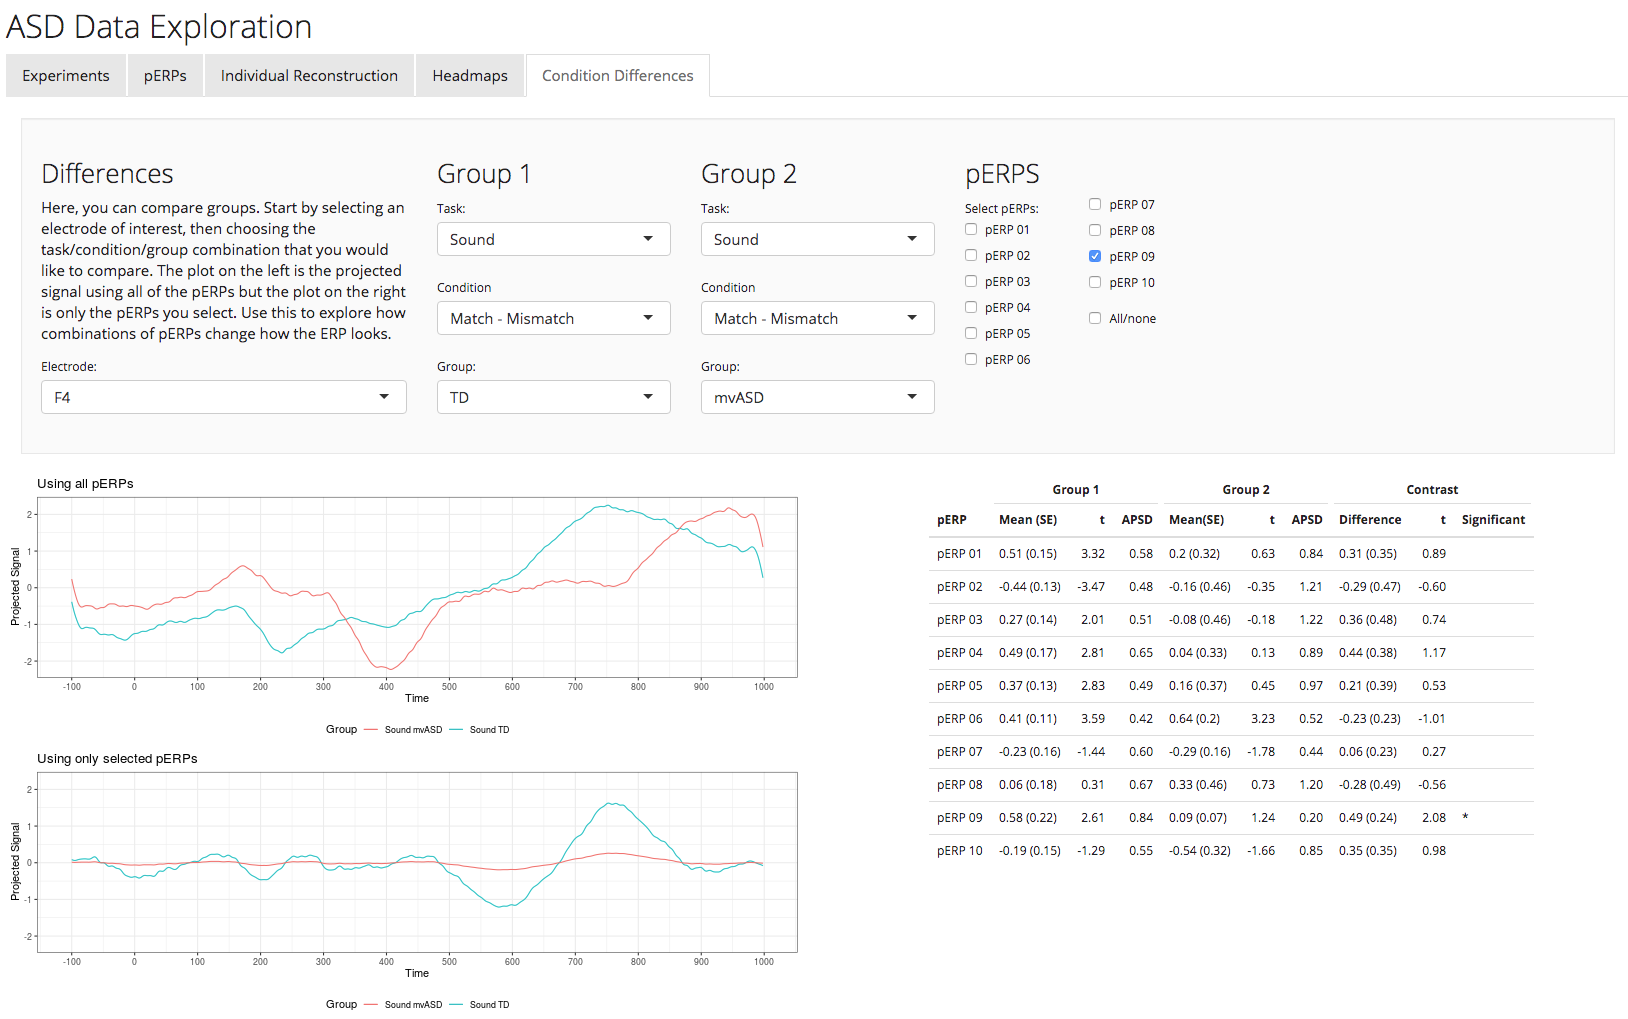 ASD Data Exploration
Experiments pERPs Individual Reconstruction Headmaps Condition Differences
Differences
Here, you can compare groups. Start by selecting an
electrode of interest, then choosing the
task/condition/group combination that you would
like to compare. The plot on the left is the projected
signal using all of the pERPs but the plot on the right
is only the pERPs you select. Use this to explore how
combinations of pERPs change how the ERP looks.
Electrode:
F4
Group 1
Task:
Sound
Condition
Match - Mismatch
Group:
TD
Group 2
Task:
Sound
Condition
Match - Mismatch
Group:
mvASD
pERPS
Select pERPs:
pERP 01
pERP 02
pERP 03
pERP 04
pERP 05
pERP 06
pERP 07
pERP 08
pERP 09
pERP 10
All/none
Using all pERPs
Projected Signal
2
1
0
-1
-2
-100 0 100 200 300 400 500 600 700 800 900 1000
Time
Group Sound mvASD Sound TD
Using only selected pERPs
Projected Signal
2
1
0
-1
-2
-100 0 100 200 300 400 500 600 700 800 900 1000
Time
Group Sound mvASD Sound TD
Group 1 Group 2 Contrast
pERP Mean (SE) t APSD Mean(SE) t APSD Difference t Significant
pERP 01 0.51 (0.15) 3.32 0.58 0.2 (0.32) 0.63 0.84 0.31 (0.35) 0.89
pERP 02 -0.44 (0.13) -3.47 0.48 -0.16 (0.46) -0.35 1.21 -0.29 (0.47) -0.60
pERP 03 0.27 (0.14) 2.01 0.51 -0.08 (0.46) -0.18 1.22 0.36 (0.48) 0.74
pERP 04 0.49 (0.17) 2.81 0.65 0.04 (0.33) 0.13 0.89 0.44 (0.38) 1.17
pERP 05 0.37 (0.13) 2.83 0.49 0.16 (0.37) 0.45 0.97 0.21 (0.39) 0.53
pERP 06 0.41 (0.11) 3.59 0.42 0.64 (0.2) 3.23 0.52 -0.23 (0.23) -1.01
pERP 07 -0.23 (0.16) -1.44 0.60 -0.29 (0.16) -1.78 0.44 0.06 (0.23) 0.27
pERP 08 0.06 (0.18) 0.31 0.67 0.33 (0.46) 0.73 1.20 -0.28 (0.49) -0.56
pERP 09 0.58 (0.22) 2.61 0.84 0.09 (0.07) 1.24 0.20 0.49 (0.24) 2.08 *
pERP 10 -0.19 (0.15) -1.29 0.55 -0.54 (0.32) -1.66 0.85 0.35 (0.35) 0.98